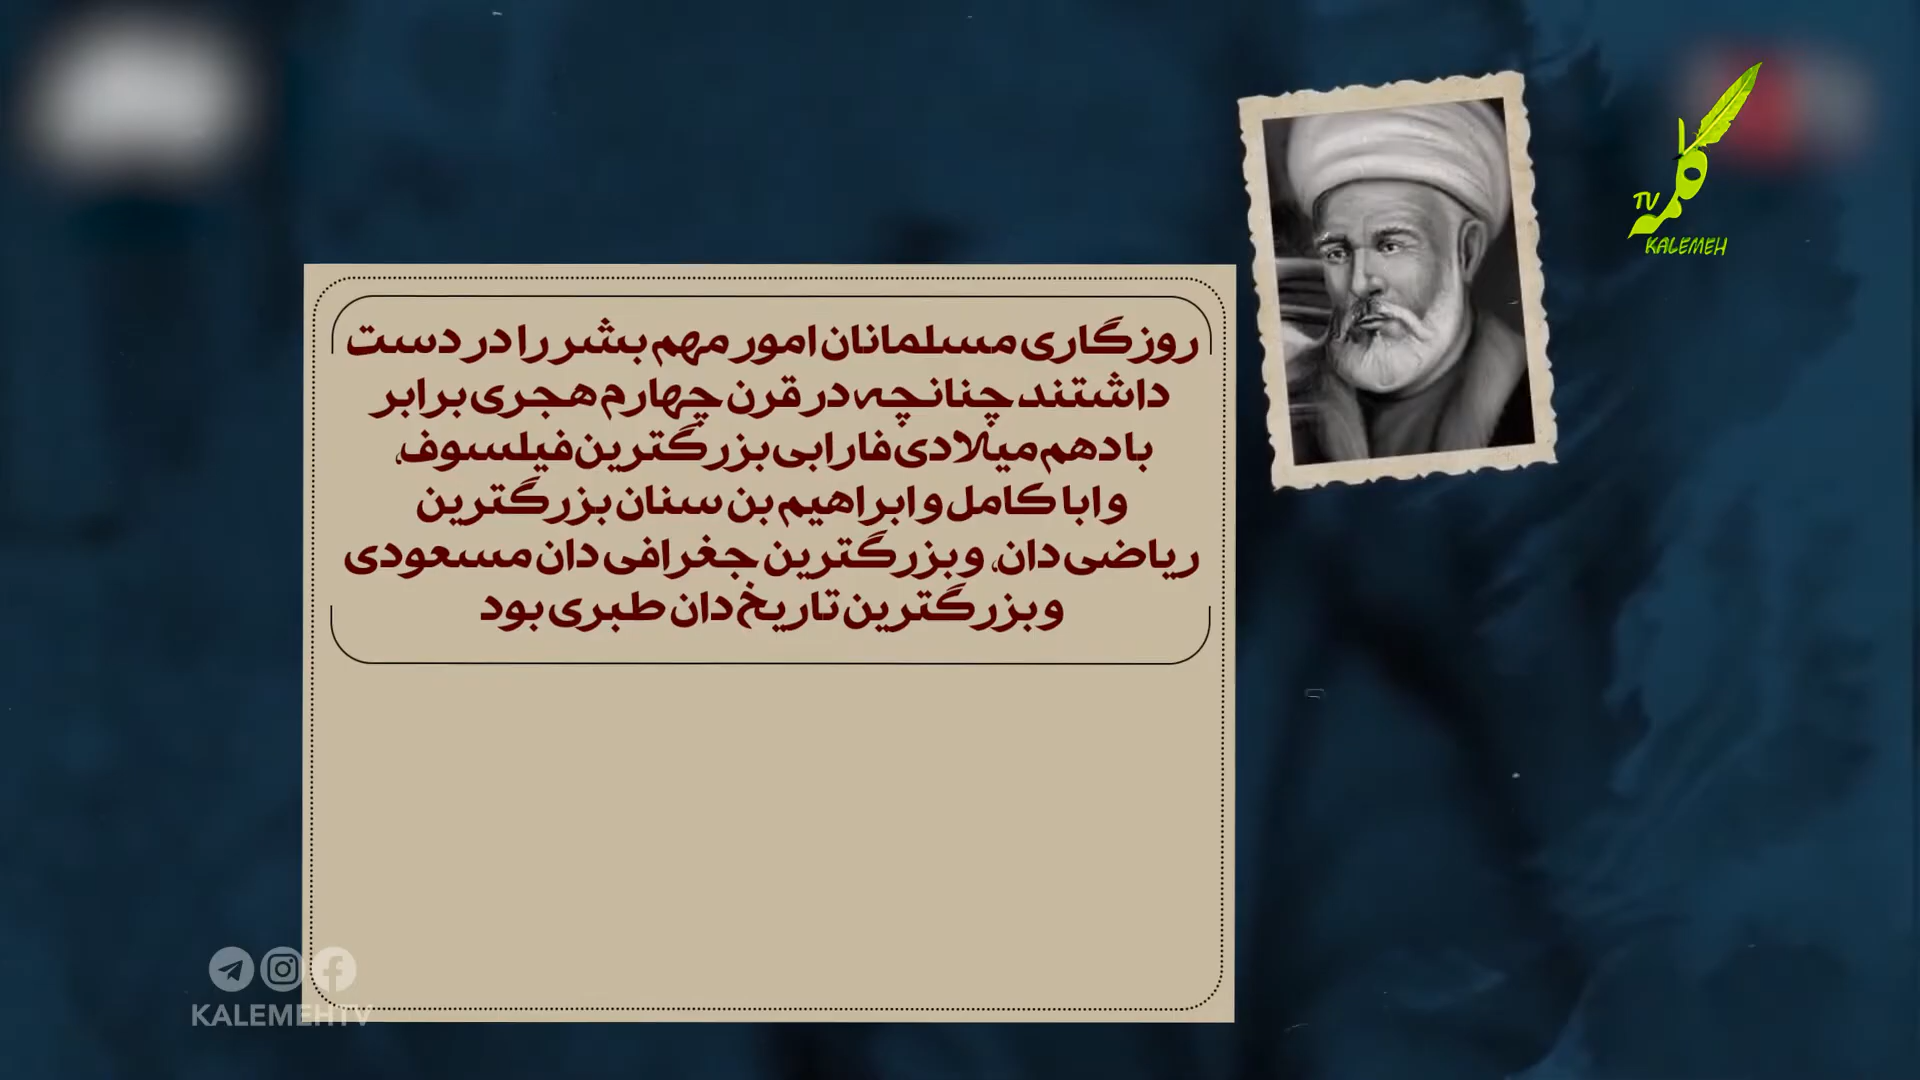 روزگاری مسلمانان امور مهم بشر را در دست
داشتند چنانچه در قرن چهارم هجری برابر
با دهم میلادی فارابی بزرگترین فیلسوف،
و ابا کامل و ابراهیم بن سنان بزرگترین
ریاضی دان، و بزرگترین جغرافی دان مسعودی
و بزرگترین تاریخ دان طبری بود
کلمه
TV
KALEMEH
KALEMEHTV